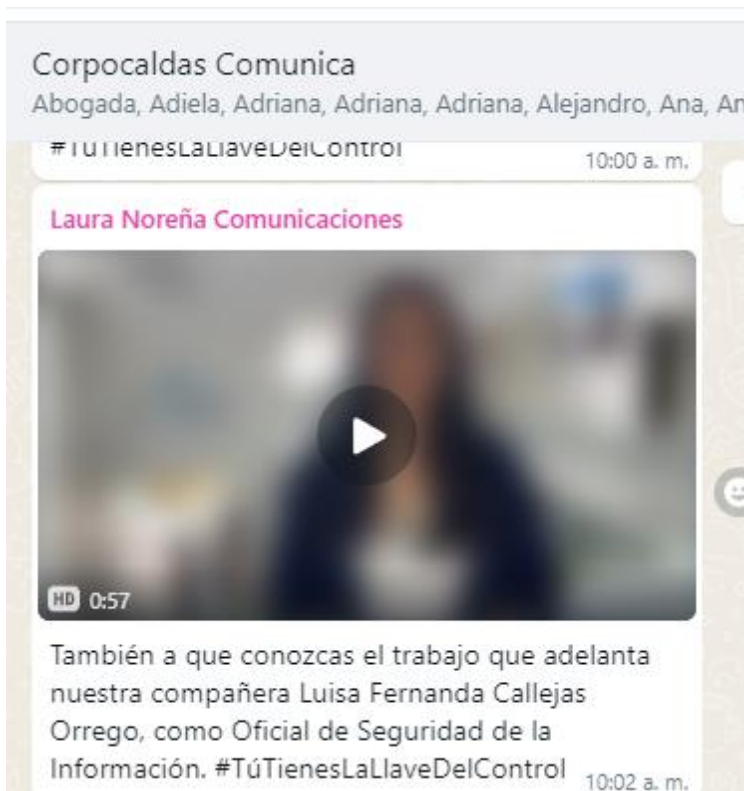 Corpocaldas Comunica
Abogada, Adiela, Adriana, Adriana, Adriana, Alejandro, Ana,
#TúTienesLaLlaveDelControl
10:00 a. m.
Laura Noreña Comunicaciones
HD 0:57
También a que conozcas el trabajo que adelanta
nuestra compañera Luisa Fernanda Callejas
Orrego, como Oficial de Seguridad de la
Información. #TúTienesLaLlaveDelControl
10:02 a. m.